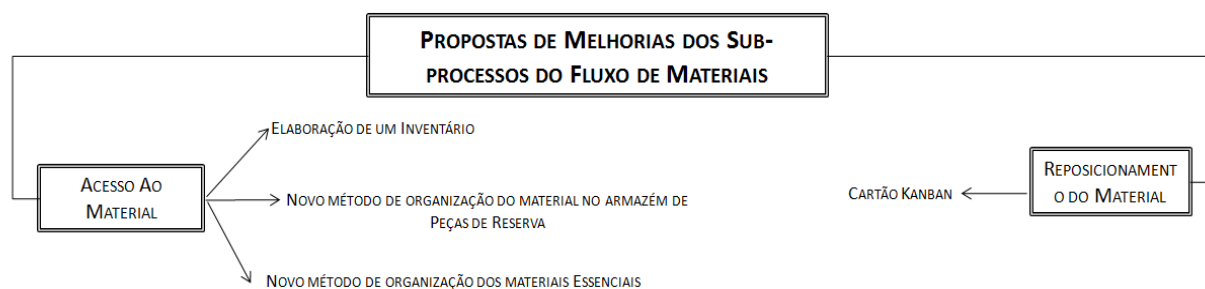 PROPOSTAS DE MELHORIAS DOS SUB-
PROCESSOS DO FLUXO DE MATERIAIS
ELABORAÇÃO DE UM INVENTÁRIO
ACESSO AO
MATERIAL
NOVO MÉTODO DE ORGANIZAÇÃO DO MATERIAL NO ARMAZÉM DE
PEÇAS DE RESERVA
NOVO MÉTODO DE ORGANIZAÇÃO DOS MATERIAIS ESSENCIAIS
CARTÃO KANBAN
REPOSICIONAMENT
O DO MATERIAL